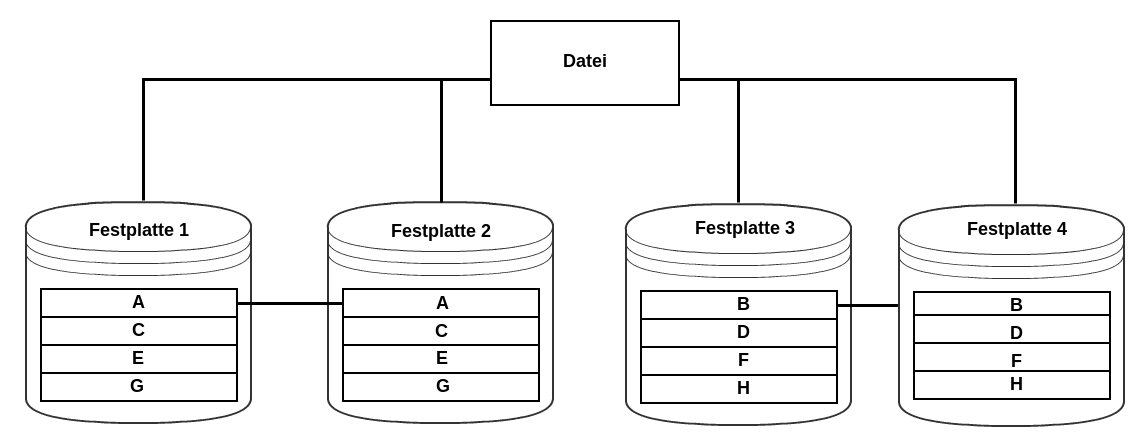 Datei
Festplatte 1
Festplatte 2
Festplatte 3
Festplatte 4
A
C
E
G
A
C
E
G
B
D
F
H
B
D
F
H